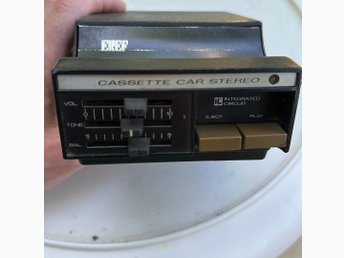 CASSETTE CAR STEREO
VOL
TONE
BAL
INTEGRATED
CIRCUIT
EJECT
PLAY